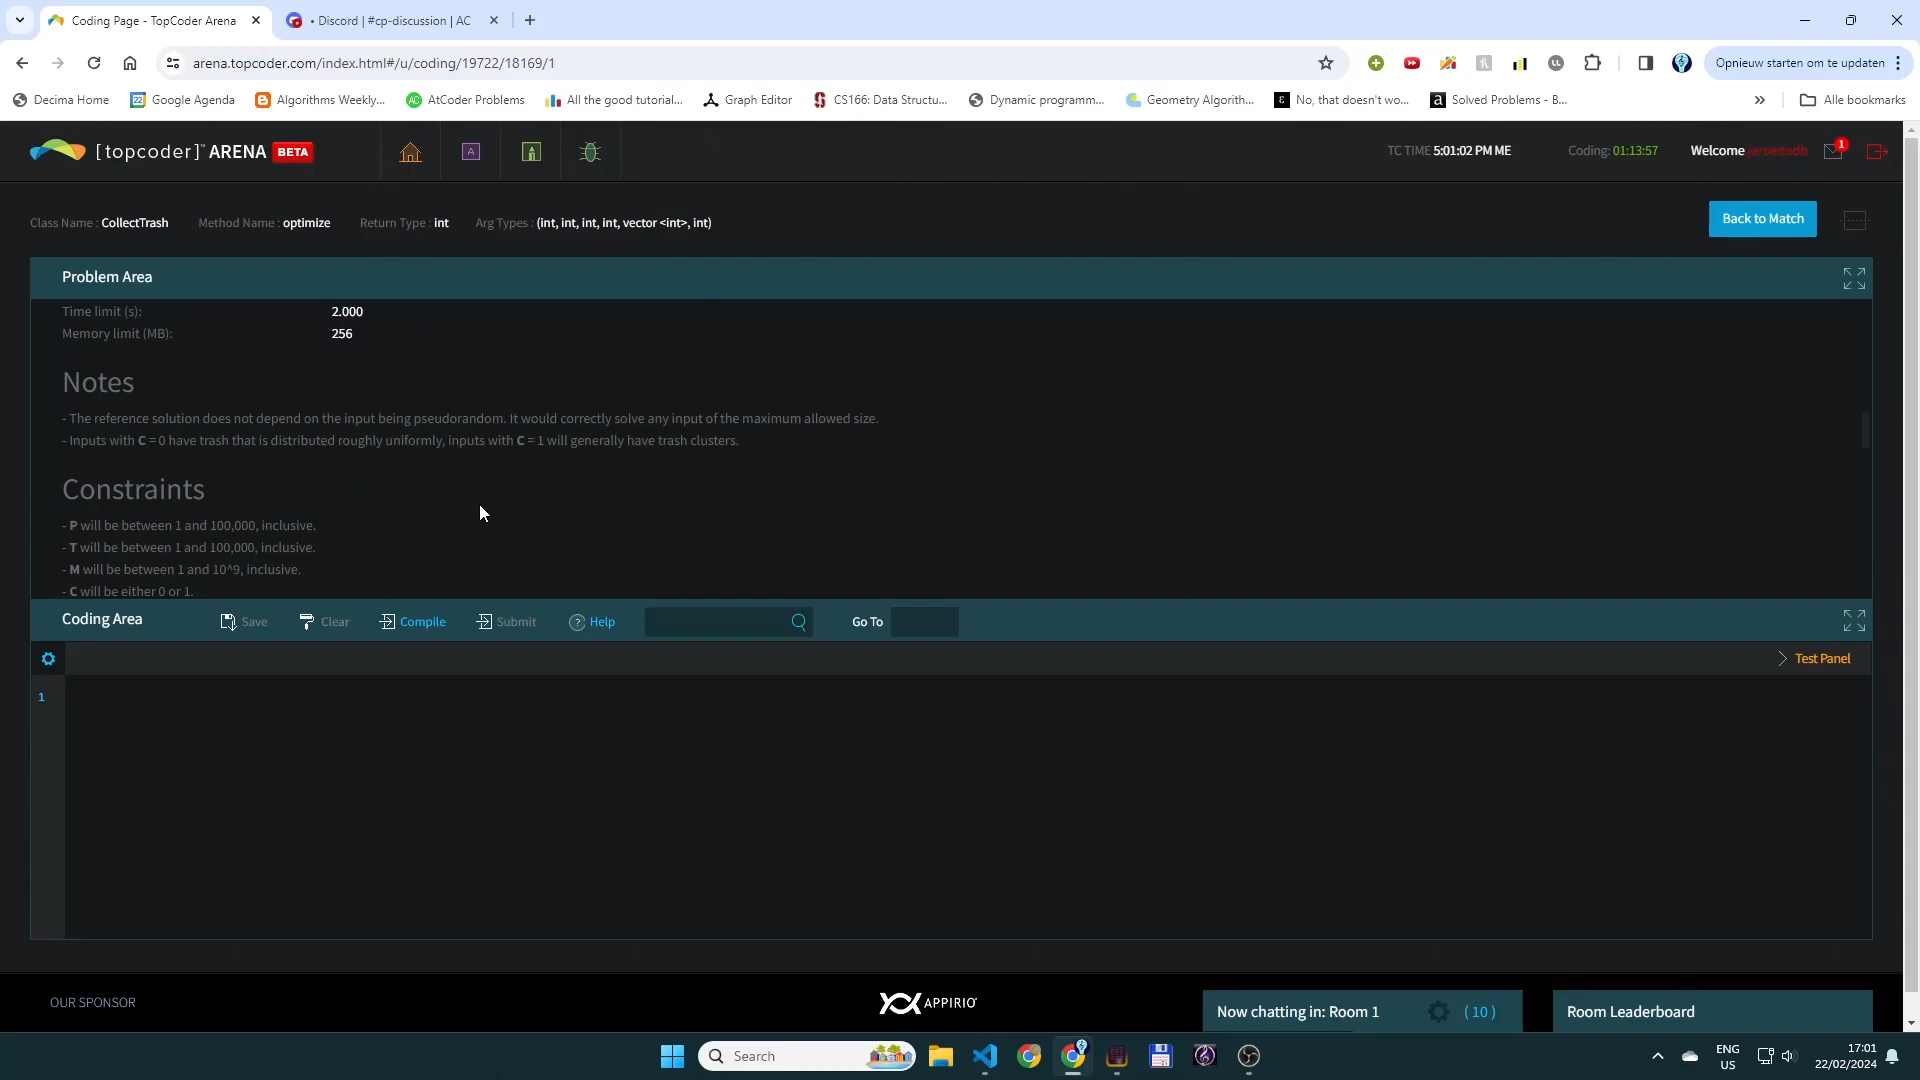 Coding Page - TopCoder Arena
• Discord | #cp-discussion | AC
arena.topcoder.com/index.html#/u/coding/19722/18169/1
Opnieuw starten om te updaten
Decima Home
Google Agenda
Algorithms Weekly...
AtCoder Problems
All the good tutorial...
Graph Editor
CS166: Data Structu...
Dynamic programm...
Geometry Algorith...
No, that doesn't wo...
Solved Problems - B...
Alle bookmarks
[topcoder]™ ARENA BETA
TC TIME 5:01:02 PM ME
Coding: 01:13:57
Welcome jeroenodb
1
Class Name : CollectTrash
Method Name : optimize
Return Type : int
Arg Types : (int, int, int, int, vector <int>, int)
Back to Match
Problem Area
Time limit (s): 2.000
Memory limit (MB): 256
Notes
- The reference solution does not depend on the input being pseudorandom. It would correctly solve any input of the maximum allowed size.
- Inputs with C = 0 have trash that is distributed roughly uniformly, inputs with C = 1 will generally have trash clusters.
Constraints
- P will be between 1 and 100,000, inclusive.
- T will be between 1 and 100,000, inclusive.
- M will be between 1 and 10^9, inclusive.
- C will be either 0 or 1.
Coding Area
Save
Clear
Compile
Submit
Help
Go To
Test Panel
1
OUR SPONSOR
APPIRIO
Now chatting in: Room 1
( 10 )
Room Leaderboard
Search
ENG
US
17:01
22/02/2024